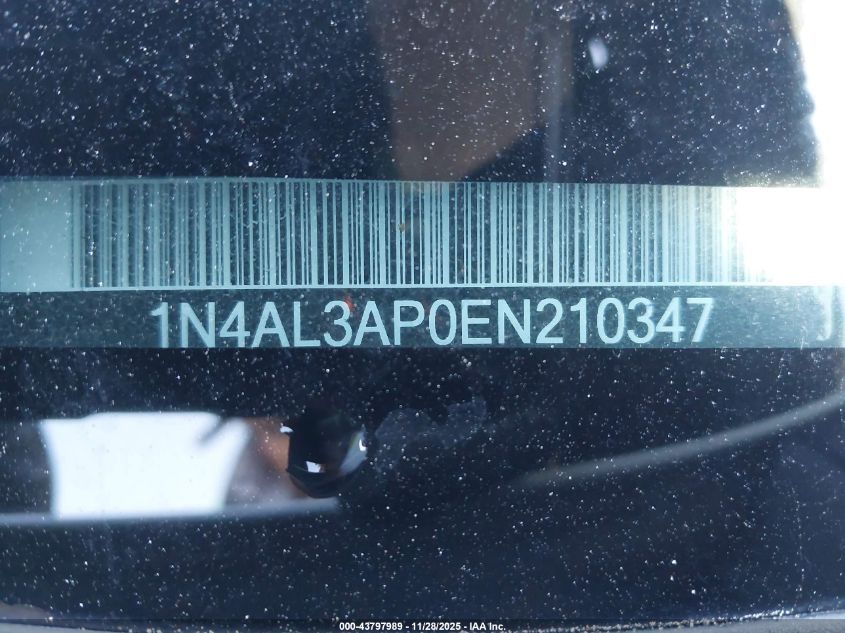 1N4AL3AP0EN210347
000-43797989 — 11/28/2025 — IAA Inc.